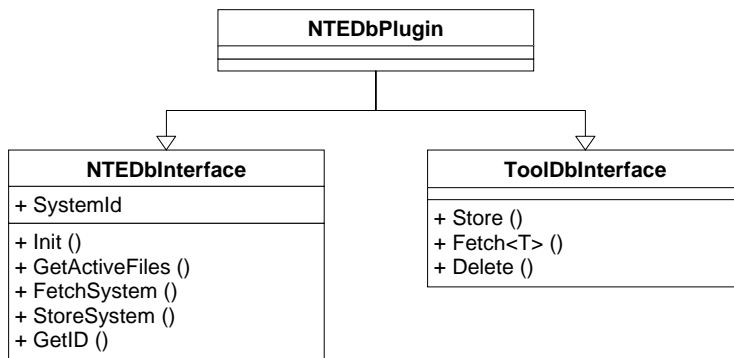 NTEDbPlugin
NTEDbInterface
+ SystemId
+ Init ()
+ GetActiveFiles ()
+ FetchSystem ()
+ StoreSystem ()
+ GetID ()
ToolDbInterface
+ Store ()
+ Fetch<T> ()
+ Delete ()